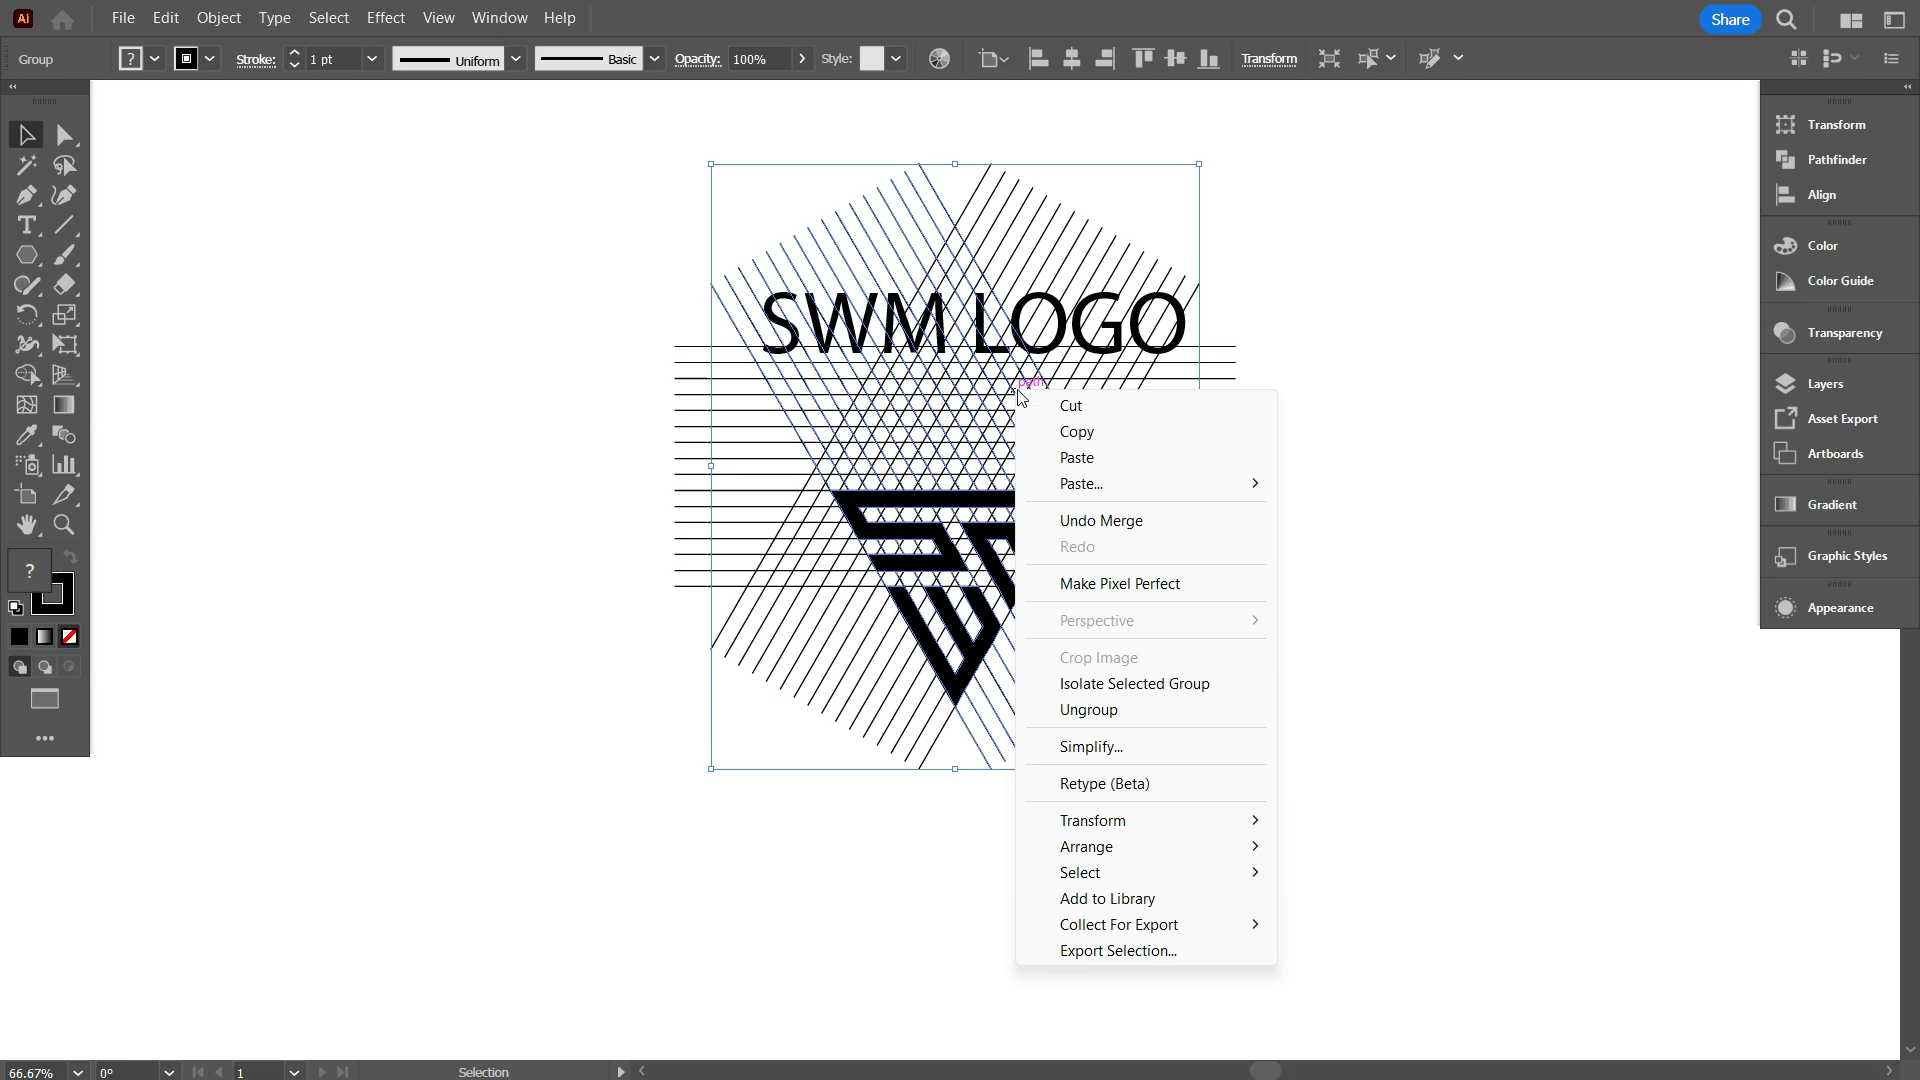 Ai File Edit Object Type Select Effect View Window Help Share
Group ? Stroke: 1 pt Uniform Basic Opacity: 100% Style: Transform
Transform
Pathfinder
Align
Color
Color Guide
Transparency
Layers
Asset Export
Artboards
Gradient
Graphic Styles
Appearance
SWM LOGO
path
Cut
Copy
Paste
Paste...
Undo Merge
Redo
Make Pixel Perfect
Perspective
Crop Image
Isolate Selected Group
Ungroup
Simplify...
Retype (Beta)
Transform
Arrange
Select
Add to Library
Collect For Export
Export Selection...
?
66.67% 0° 1 Selection